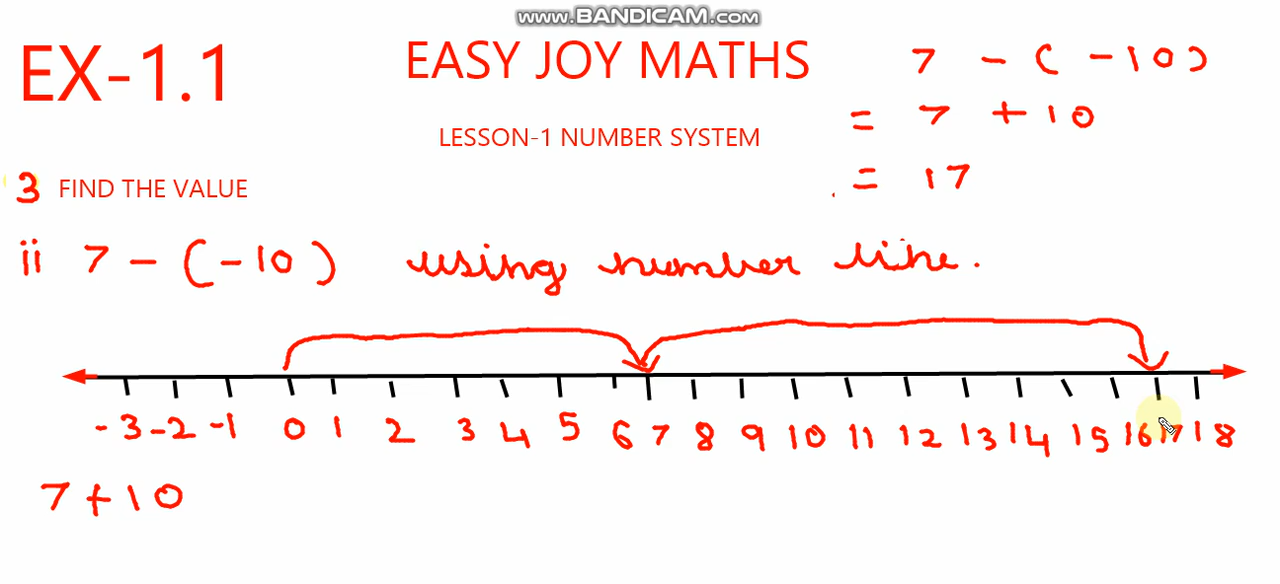 www.BANDICAM.com
EX-1.1
EASY JOY MATHS
7 - (-10)
= 7 + 10
LESSON-1 NUMBER SYSTEM
= 17
3 FIND THE VALUE
ii 7 - (-10) using number line.
-3 -2 -1 0 1 2 3 4 5 6 7 8 9 10 11 12 13 14 15 16 17 18
7 + 10